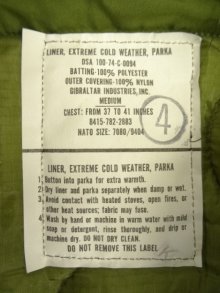 LINER, EXTREME COLD WEATHER, PARKA
DSA 100-74-C-0094
BATTING-100% POLYESTER
OUTER COVERING-100% NYLON
GIBRALTAR INDUSTRIES, INC.
MEDIUM
4
CHEST: FROM 37 TO 41 INCHES
8415-782-2883
NATO SIZE: 7080/9404
LINER, EXTREME COLD WEATHER, PARKA
1. Button into parka for extra warmth.
2. Dry liner and parka separately when damp or wet.
3. Avoid contact with heated stoves, open fires, or
other heat sources; fabric may fuse.
4. Wash by hand or machine in warm water with mild
soap or detergent, rinse thoroughly, and drip or
machine dry. DO NOT DRY CLEAN.
DO NOT REMOVE THIS LABEL